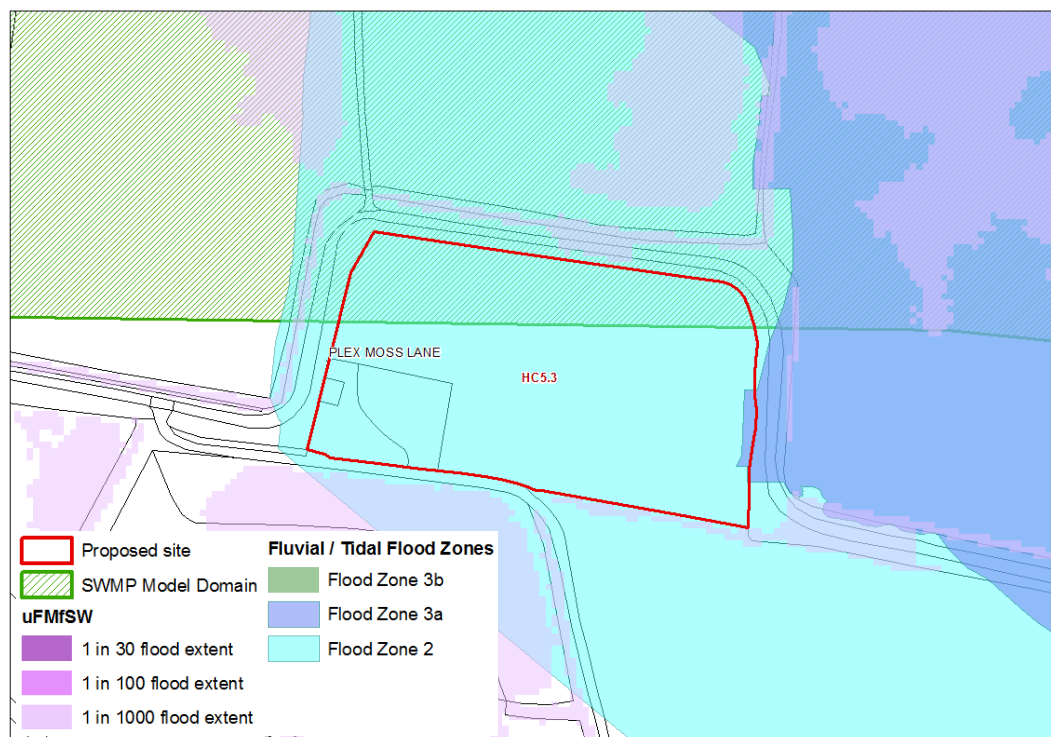 PLEX MOSS LANE
HC5.3
Proposed site
SWMP Model Domain
uFMfSW
1 in 30 flood extent
1 in 100 flood extent
1 in 1000 flood extent
Fluvial / Tidal Flood Zones
Flood Zone 3b
Flood Zone 3a
Flood Zone 2